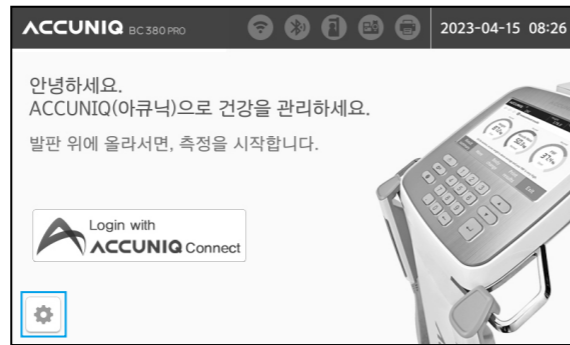 ACCUNIQ BC380PRO
2023-04-15 08:26
안녕하세요.
ACCUNIQ(아큐닉)으로 건강을 관리하세요.
발판 위에 올라서면, 측정을 시작합니다.
Login with
ACCUNIQ Connect